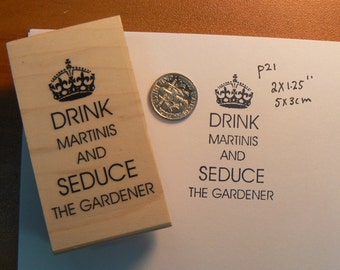 DRINK
MARTINIS
AND
SEDUCE
THE GARDENER
DRINK
MARTINIS
AND
SEDUCE
THE GARDENER
p21
2X1.25"
5x3cm